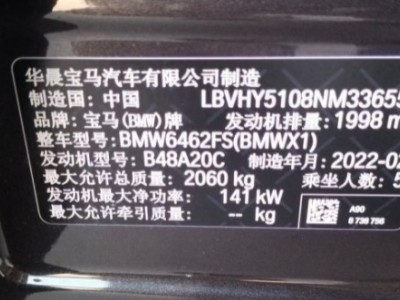 华晨宝马汽车有限公司制造
制造国: 中国 LBVHY5108NM33655
品牌: 宝马(BMW)牌 发动机排量: 1998 m
整车型号: BMW6462FS(BMWX1)
发动机型号: B48A20C 制造年月: 2022-02
最大允许总质量: 2060 kg 乘坐人数: 5
发动机最大净功率: 141 kW
最大允许牵引质量: -- kg
A90
0 738 756